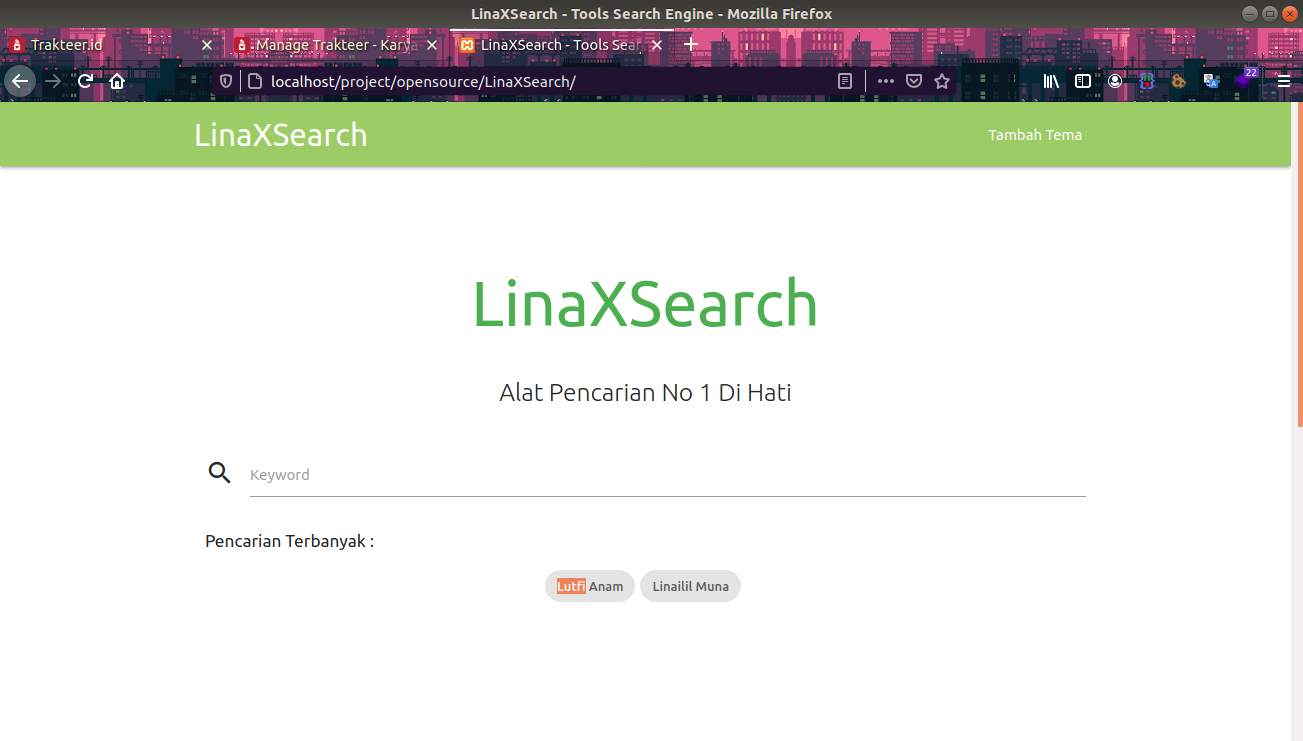 LinaXSearch - Tools Search Engine - Mozilla Firefox
Trakteer.id
Manage Trakteer - Karya
LinaXSearch - Tools Sear
localhost/project/opensource/LinaXSearch/
22
LinaXSearch
Tambah Tema
LinaXSearch
Alat Pencarian No 1 Di Hati
Keyword
Pencarian Terbanyak :
Lutfi Anam
Linailil Muna